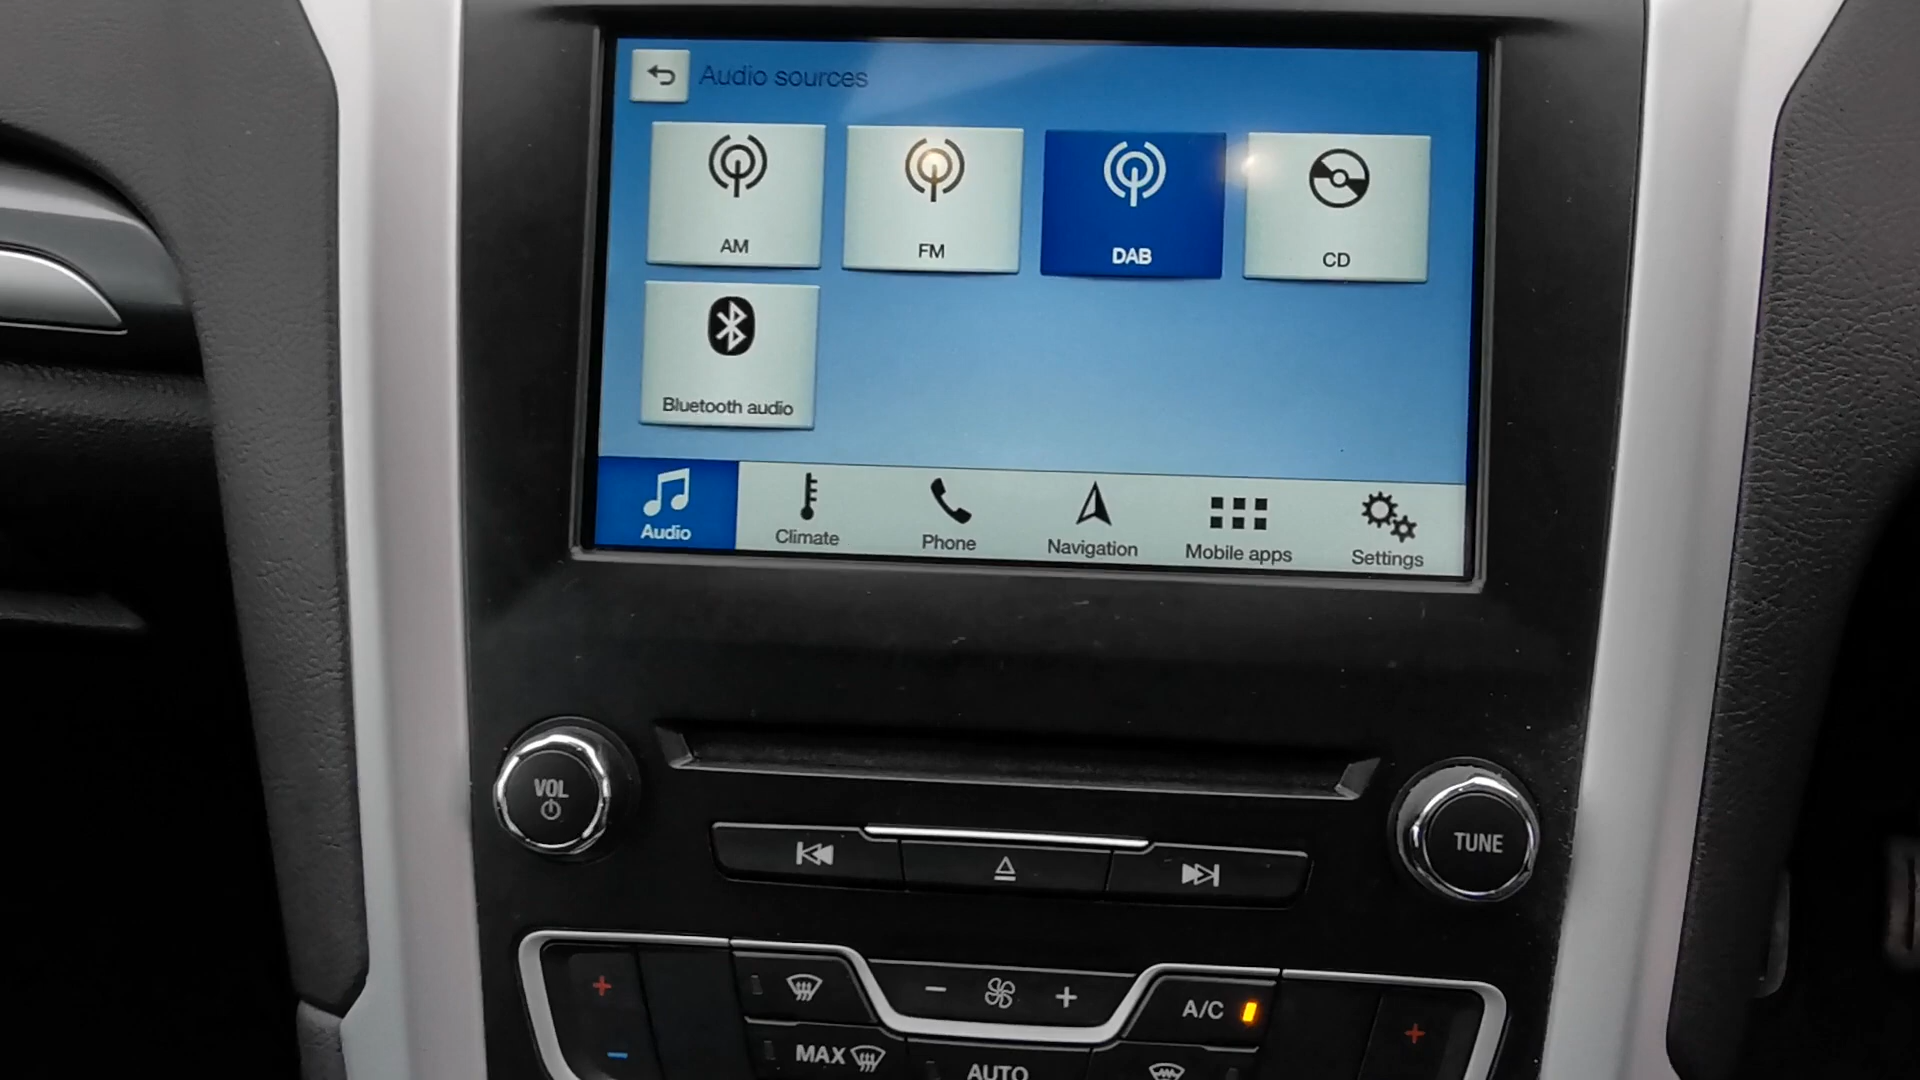 Audio sources
AM
FM
DAB
CD
Bluetooth audio
Audio
Climate
Phone
Navigation
Mobile apps
Settings
VOL
TUNE
+
- +
A/C
+
-
MAX
AUTO